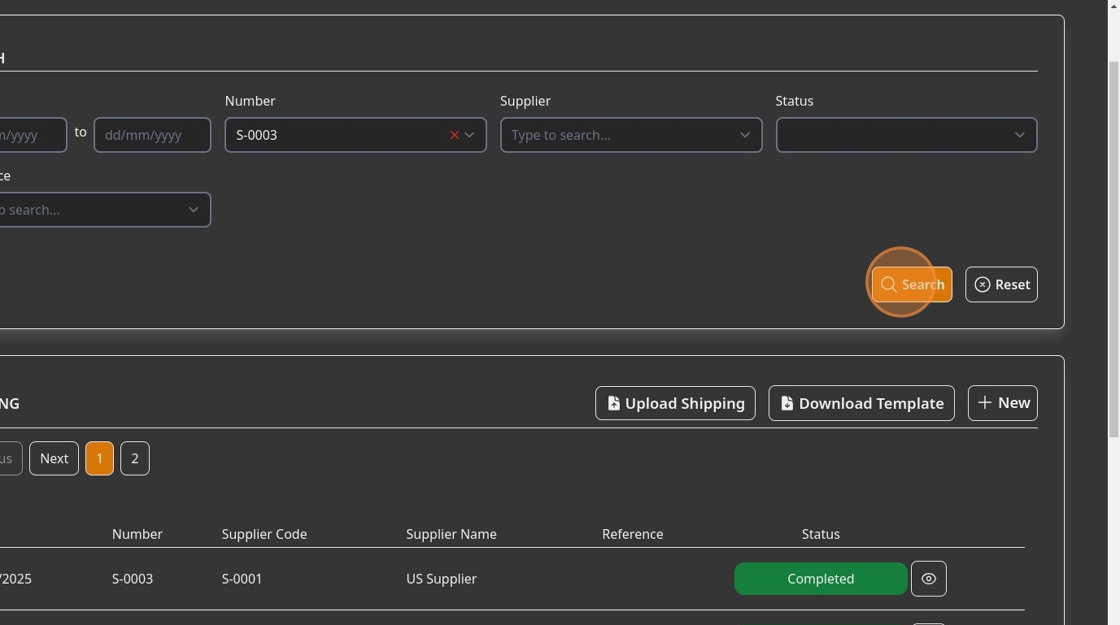 H
Number Supplier Status
m/yyyy to dd/mm/yyyy S-0003 Type to search...
ce
o search...
Search Reset
NG Upload Shipping Download Template New
us Next 1 2
Number Supplier Code Supplier Name Reference Status
/2025 S-0003 S-0001 US Supplier Completed